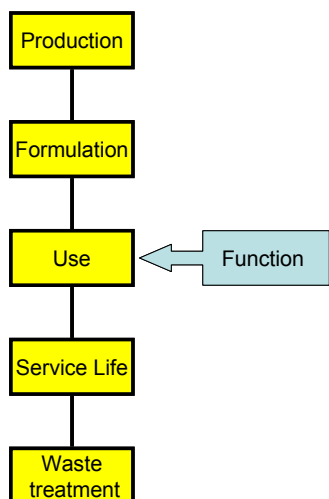 Production
Formulation
Use
Function
Service Life
Waste
treatment